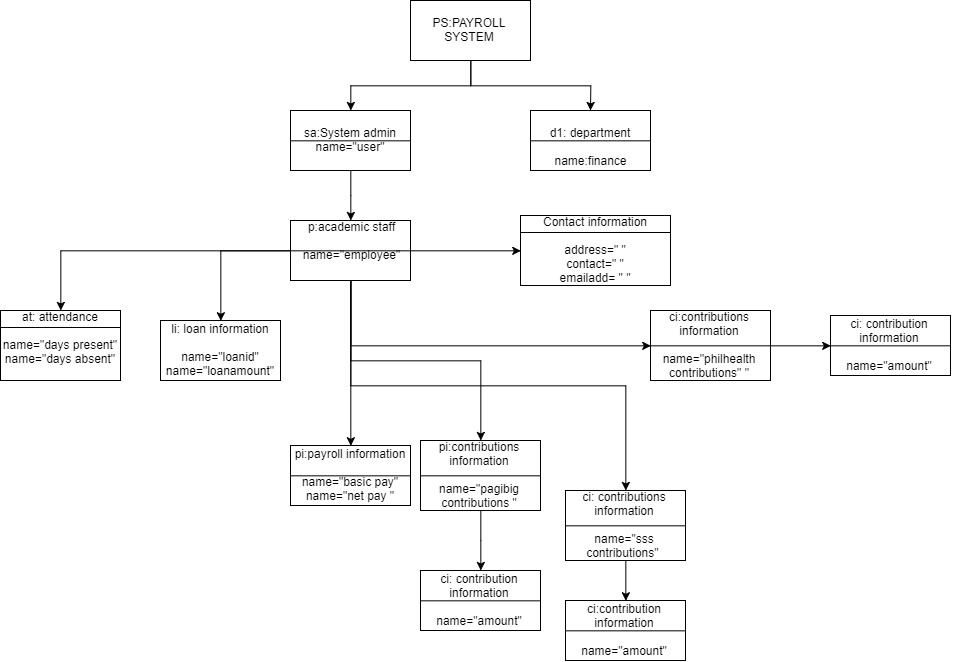 PS:PAYROLL
SYSTEM
sa:System admin
name="user"
d1: department
name:finance
p:academic staff
name="employee"
Contact information
address=" "
contact=" "
emailadd= " "
at: attendance
name="days present"
name="days absent"
li: loan information
name="loanid"
name="loanamount"
ci:contributions
information
name="philhealth
contributions" "
ci: contribution
information
name="amount"
pi:payroll information
name="basic pay"
name="net pay "
pi:contributions
information
name="pagibig
contributions "
ci: contributions
information
name="sss
contributions"
ci: contribution
information
name="amount"
ci:contribution
information
name="amount"